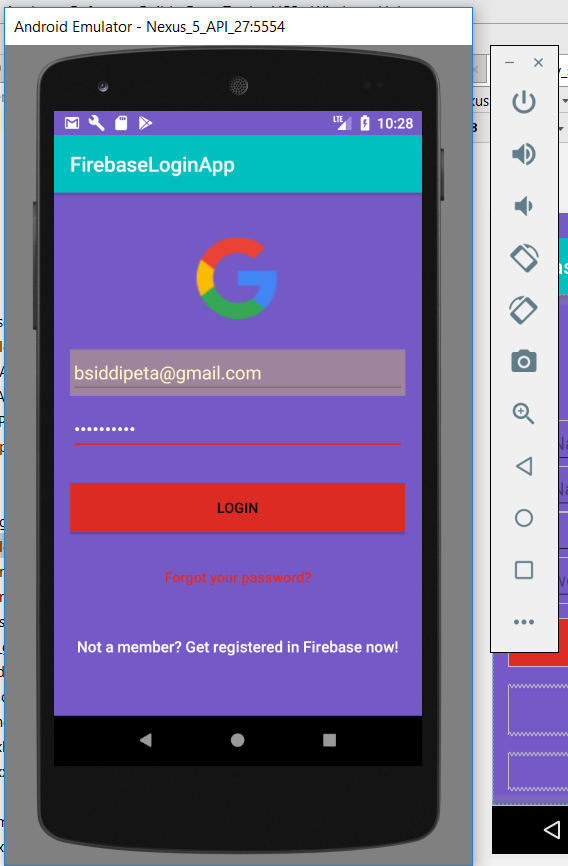 Android Emulator - Nexus_5_API_27:5554
LTE 10:28
FirebaseLoginApp
bsiddipeta@gmail.com
••••••••••
LOGIN
Forgot your password?
Not a member? Get registered in Firebase now!